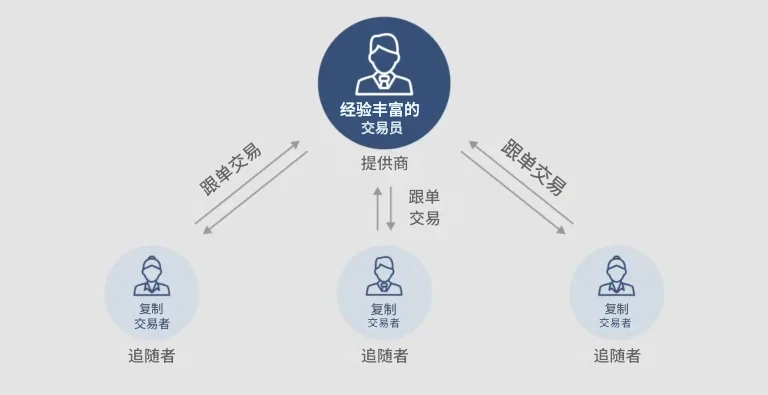 经验丰富的
交易员
提供商
跟单交易
跟单
交易
跟单交易
复制
交易者
追随者
复制
交易者
追随者
复制
交易者
追随者